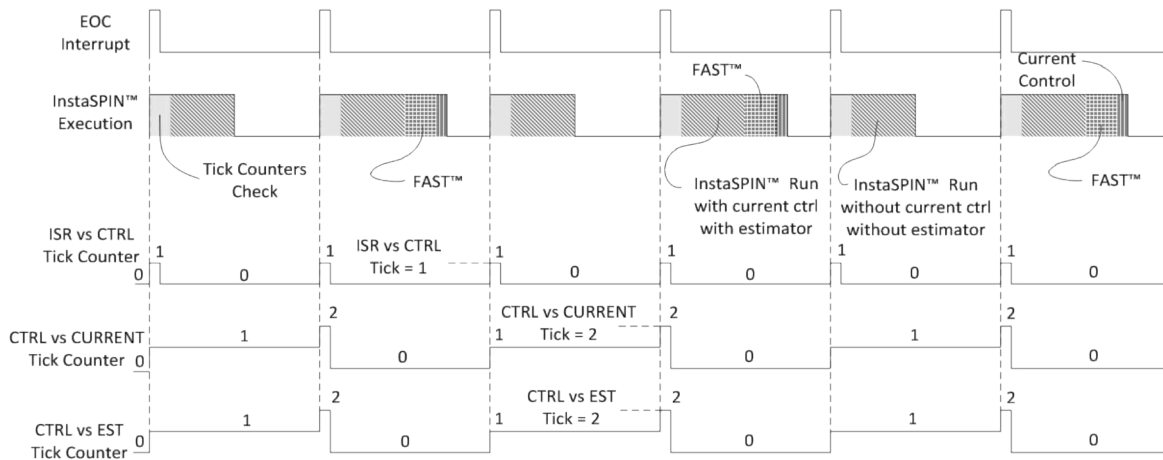 EOC
Interrupt
FAST™
Current
Control
InstaSPIN™
Execution
Tick Counters
Check
FAST™
InstaSPIN™ Run
with current ctrl
with estimator
InstaSPIN™ Run
without current ctrl
without estimator
FAST™
ISR vs CTRL
Tick Counter
0
1
0
1
ISR vs CTRL
Tick = 1
1
0
1
0
1
0
1
0
CTRL vs CURRENT
Tick Counter
0
1
2
0
CTRL vs CURRENT
Tick = 2
1
2
0
1
2
0
CTRL vs EST
Tick Counter
0
1
2
0
CTRL vs EST
Tick = 2
1
2
0
1
2
0